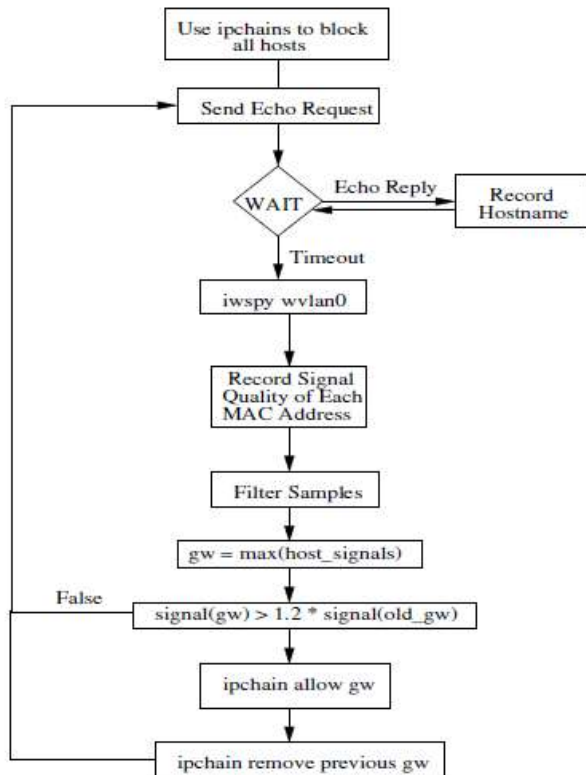 Use ipchains to block
all hosts
Send Echo Request
WAIT
Echo Reply
Record
Hostname
Timeout
iwspy wvlan0
Record Signal
Quality of Each
MAC Address
Filter Samples
gw = max(host_signals)
False
signal(gw) > 1.2 * signal(old_gw)
ipchain allow gw
ipchain remove previous gw